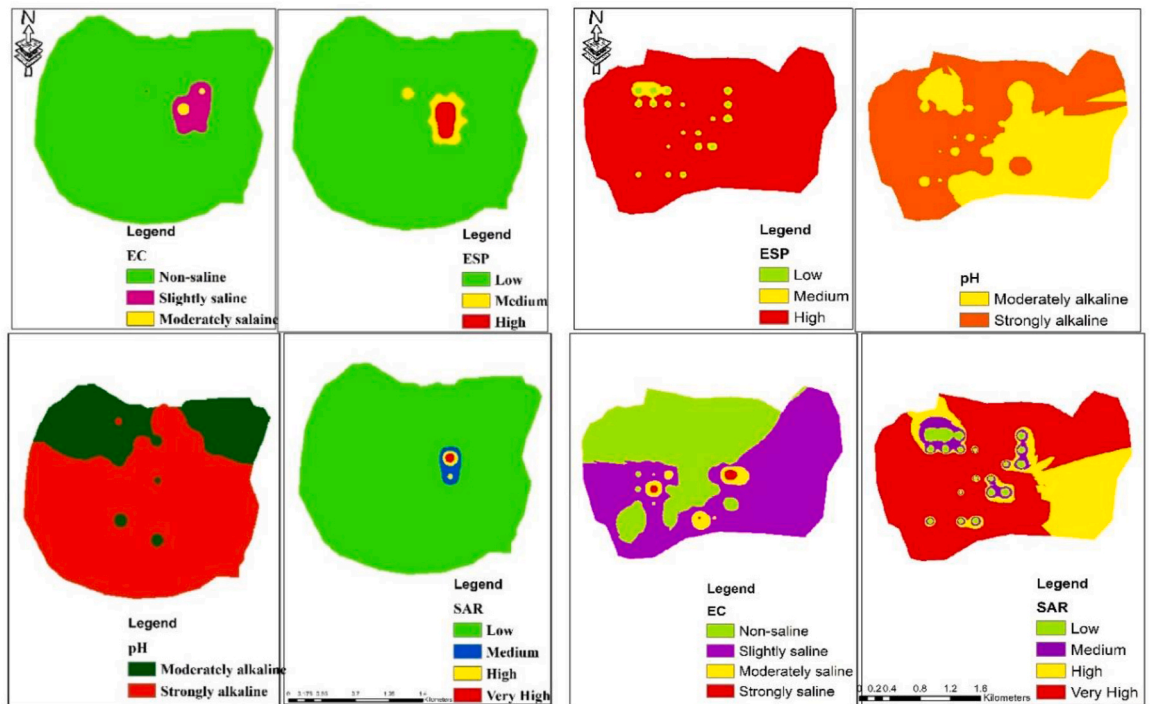 N
Legend
EC
Non-saline
Slightly saline
Moderately salaine
Legend
ESP
Low
Medium
High
N
Legend
ESP
Low
Medium
High
pH
Moderately alkaline
Strongly alkaline
Legend
pH
Moderately alkaline
Strongly alkaline
Legend
SAR
Low
Medium
High
Very High
0.7
Kilometers
Legend
EC
Non-saline
Slightly saline
Moderately saline
Strongly saline
Legend
SAR
Low
Medium
High
Very High
0 0.20.4 0.8 1.2 1.6
Kilometers